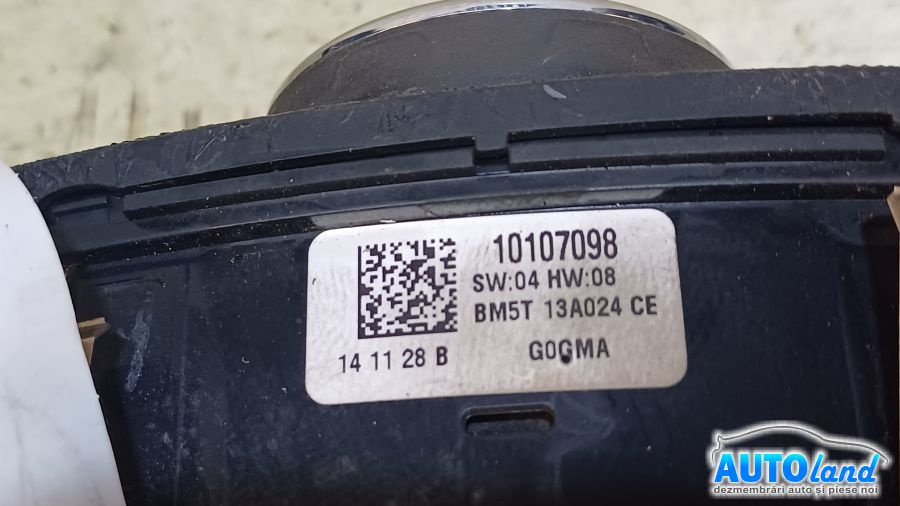 10107098
SW:04 HW:08
BM5T 13A024 CE
14 11 28 B
G0GMA
AUTOland
dezmembrări auto și piese noi